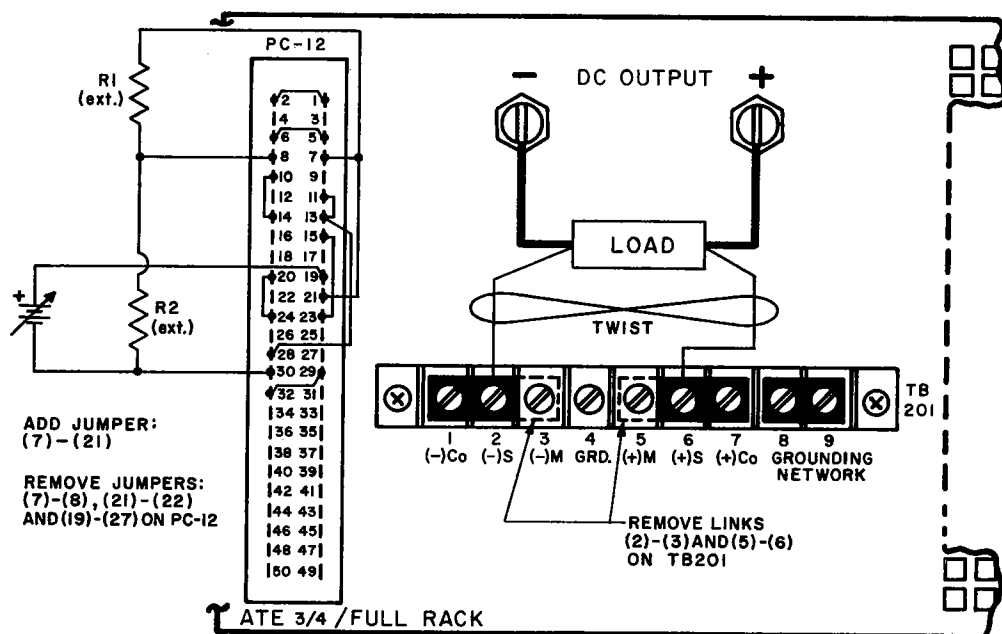 PC-12
R1
(ext.)
2 1
4 3
6 5
8 7
10 9
12 11
14 13
16 15
18 17
20 19
22 21
24 23
26 25
28 27
30 29
32 31
34 33
36 35
38 37
40 39
42 41
44 43
46 45
48 47
50 49
+
R2
(ext.)
ADD JUMPER:
(7)-(21)
REMOVE JUMPERS:
(7)-(8), (21)-(22)
AND (19)-(27) ON PC-12
- DC OUTPUT +
LOAD
TWIST
TB
201
1 2 3 4 5 6 7 8 9
(-)Co (-)S (-)M GRD. (+)M (+)S (+)Co GROUNDING
NETWORK
REMOVE LINKS
(2)-(3) AND (5)-(6)
ON TB201
ATE 3/4 / FULL RACK